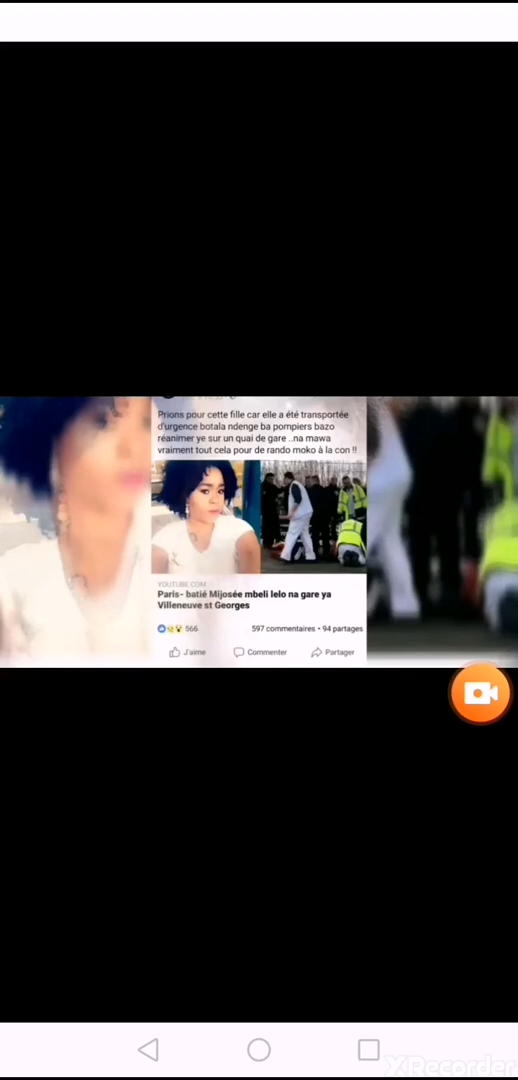 Prions pour cette fille car elle a été transportée
d'urgence botala ndenge ba pompiers bazo
réanimer ye sur un quai de gare ..na mawa
vraiment tout cela pour de rando moko à la con !!
YOUTUBE.COM
Paris- batié Mijosée mbeli lelo na gare ya
Villeneuve st Georges
566
597 commentaires • 94 partages
J'aime
Commenter
Partager
XRecorder